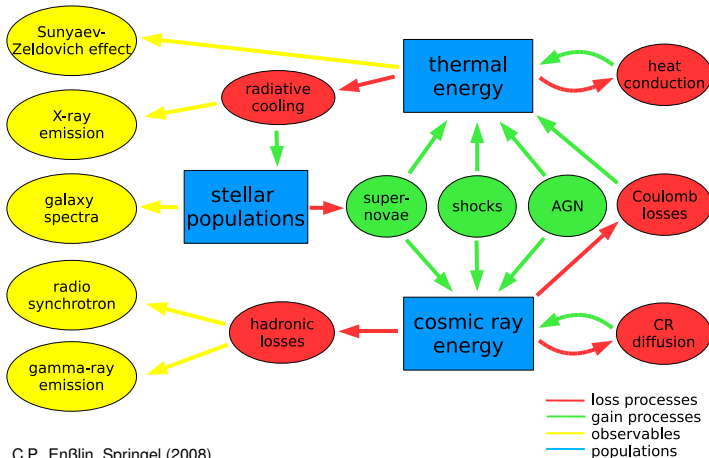 Sunyaev-
Zeldovich effect
thermal
energy
heat
conduction
radiative
cooling
X-ray
emission
stellar
populations
super-
novae
shocks
AGN
Coulomb
losses
galaxy
spectra
radio
synchrotron
hadronic
losses
cosmic ray
energy
CR
diffusion
gamma-ray
emission
loss processes
gain processes
observables
populations
C.P., Enßlin, Springel (2008)